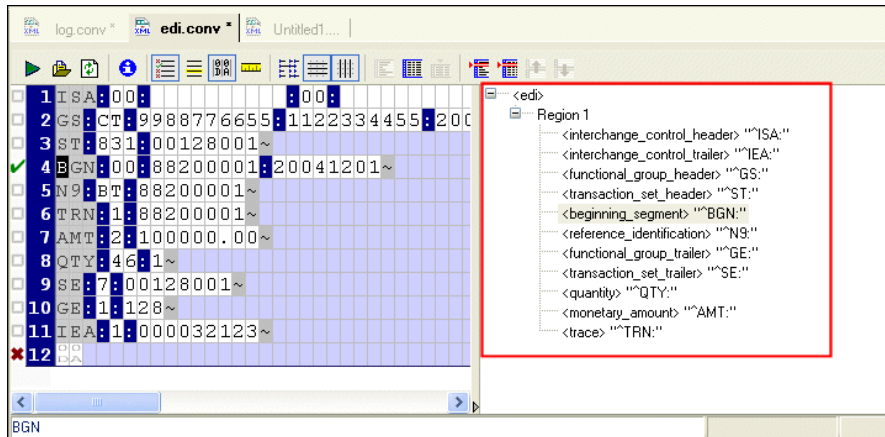 log.conv * edi.conv * Untitled1....
1 ISA:00: :00:
2 GS:CT:9988776655:1122334455:200
3 ST:831:00128001~
4 BGN:00:88200001:20041201~
5 N9:BT:88200001~
6 TRN:1:88200001~
7 AMT:2:100000.00~
8 QTY:46:1~
9 SE:7:00128001~
10 GE:1:128~
11 IEA:1:000032123~
12
<edi>
Region 1
<interchange_control_header> "^ISA:"
<interchange_control_trailer> "^IEA:"
<functional_group_header> "^GS:"
<transaction_set_header> "^ST:"
<beginning_segment> "^BGN:"
<reference_identification> "^N9:"
<functional_group_trailer> "^GE:"
<transaction_set_trailer> "^SE:"
<quantity> "^QTY:"
<monetary_amount> "^AMT:"
<trace> "^TRN:"
BGN